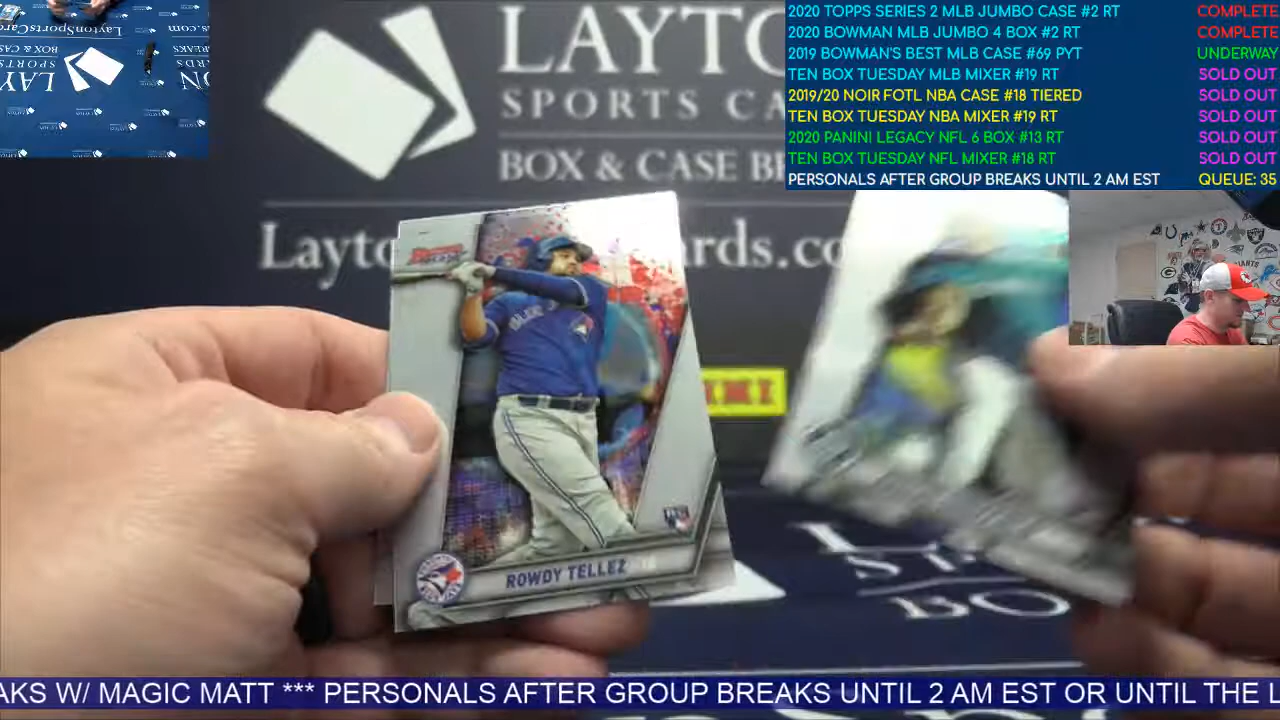 2020 TOPPS SERIES 2 MLB JUMBO CASE #2 RT COMPLETE
2020 BOWMAN MLB JUMBO 4 BOX #2 RT COMPLETE
2019 BOWMAN'S BEST MLB CASE #69 PYT UNDERWAY
TEN BOX TUESDAY MLB MIXER #19 RT SOLD OUT
2019/20 NOIR FOTL NBA CASE #18 TIERED SOLD OUT
TEN BOX TUESDAY NBA MIXER #19 RT SOLD OUT
2020 PANINI LEGACY NFL 6 BOX #13 RT SOLD OUT
TEN BOX TUESDAY NFL MIXER #18 RT SOLD OUT
PERSONALS AFTER GROUP BREAKS UNTIL 2 AM EST QUEUE: 35
LAYTO
SPORTS CA
BOX & CASE BR
Layto rds.co
ROWDY TELLEZ
AKS W/ MAGIC MATT *** PERSONALS AFTER GROUP BREAKS UNTIL 2 AM EST OR UNTIL THE L